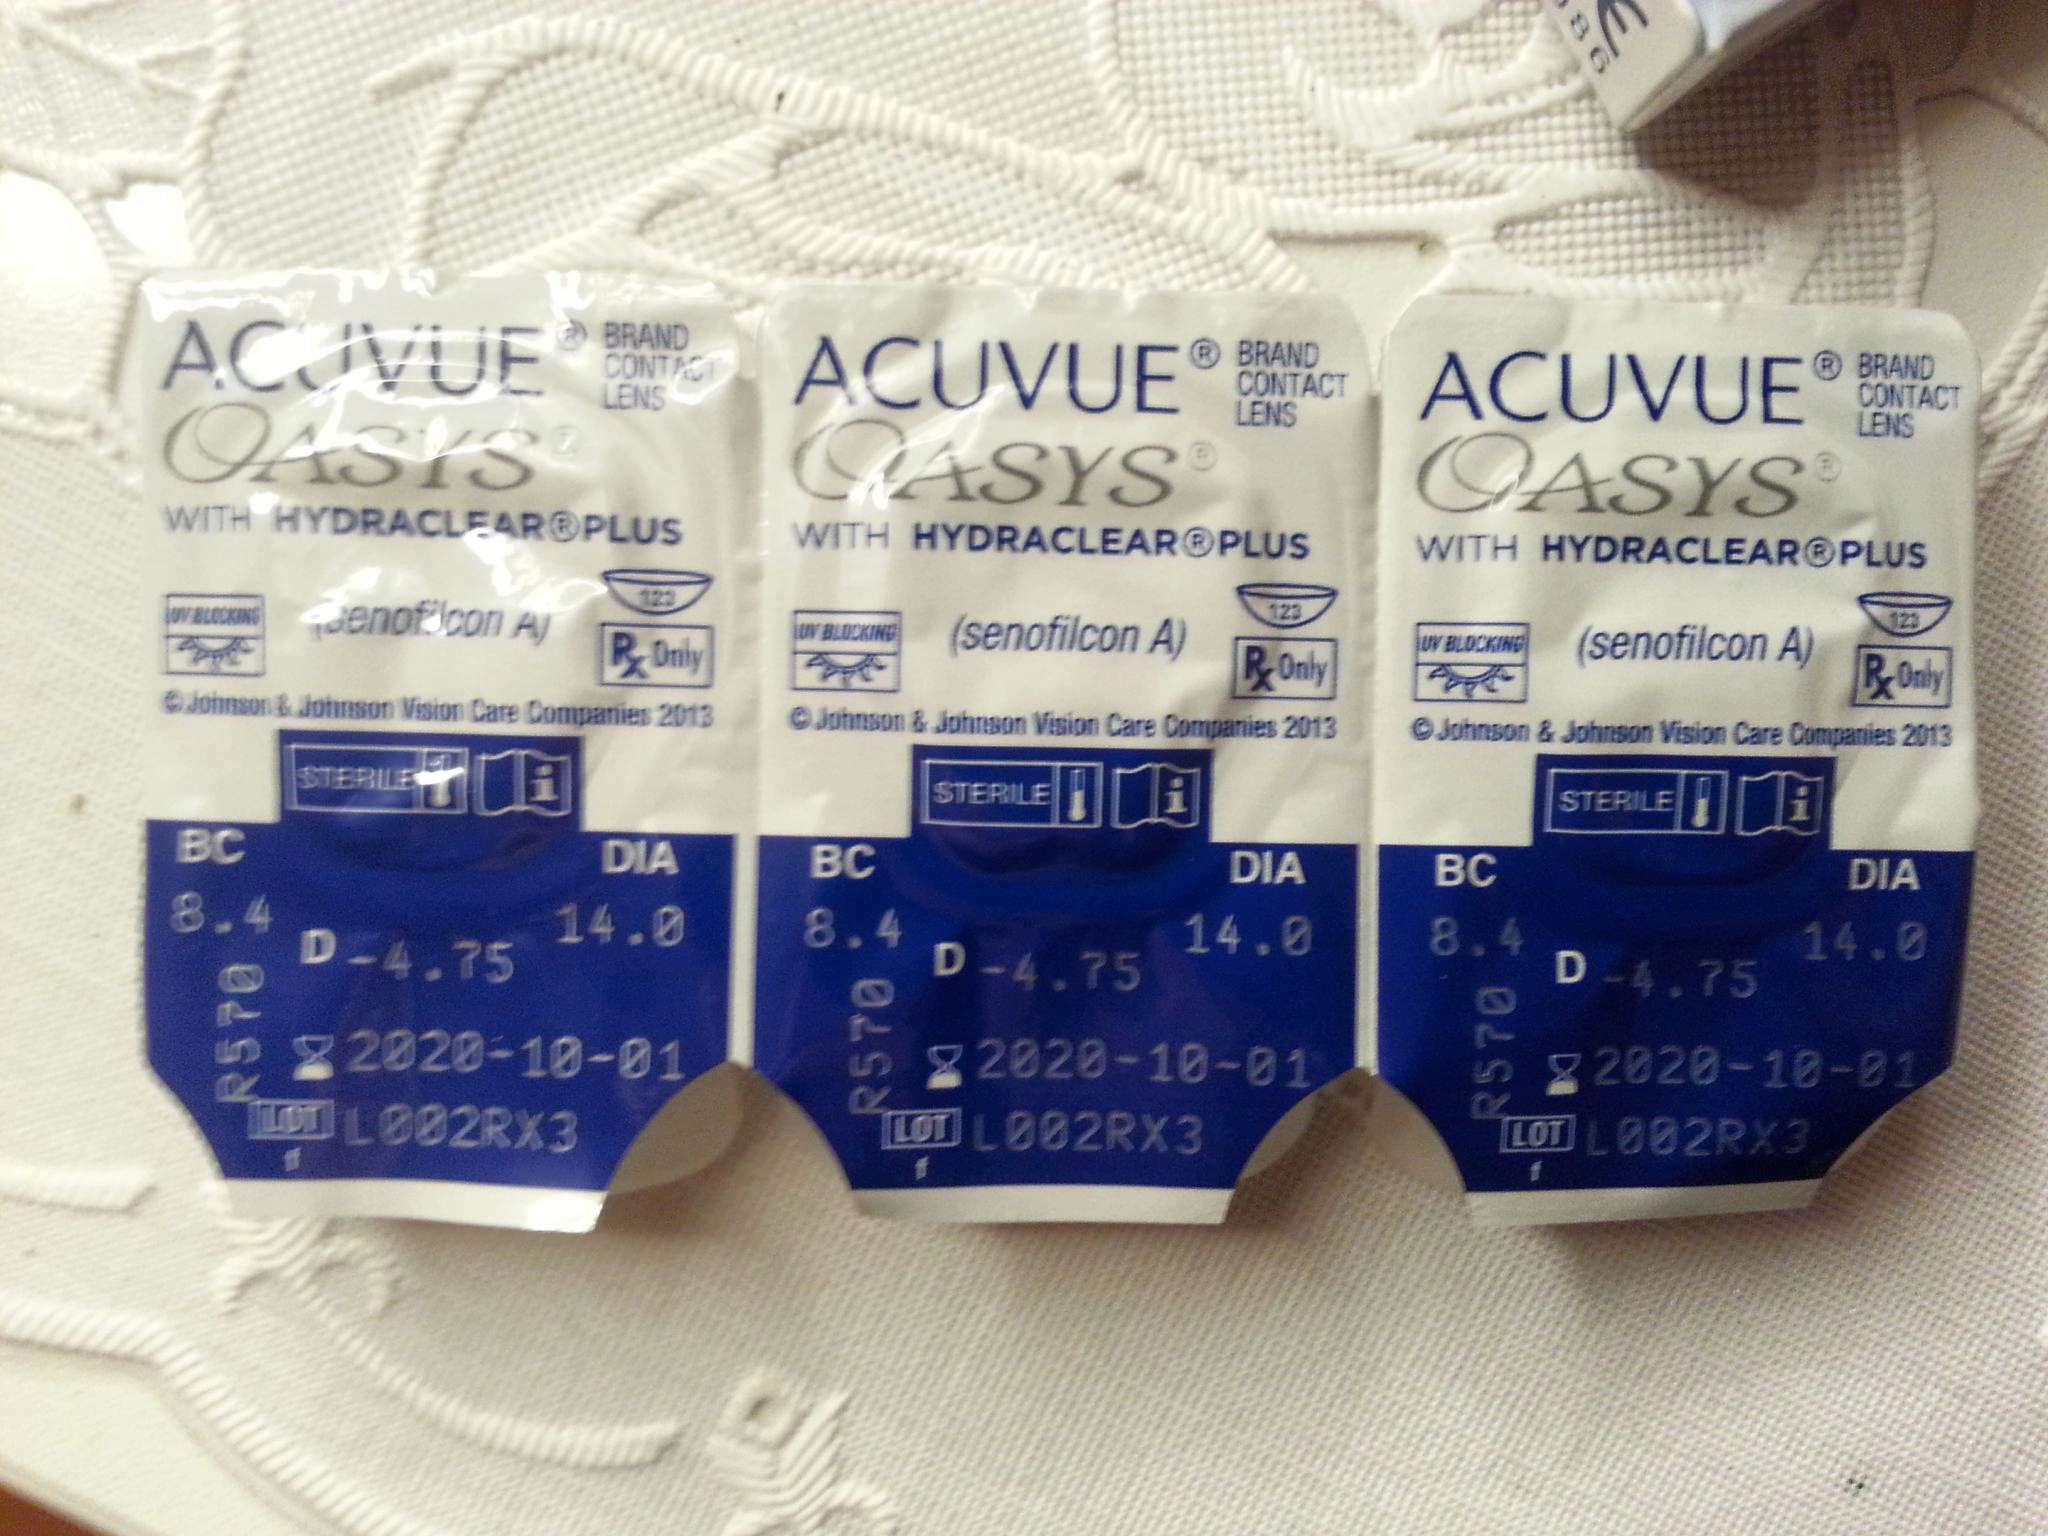 CE
086
ACUVUE® BRAND CONTACT LENS
OASYS®
WITH HYDRACLEAR®PLUS
123
UV BLOCKING
(senofilcon A)
Rx Only
© Johnson & Johnson Vision Care Companies 2013
STERILE i
BC DIA
8.4 14.0
D -4.75
R570
2020-10-01
LOT L002RX3
f
ACUVUE® BRAND CONTACT LENS
OASYS®
WITH HYDRACLEAR®PLUS
123
UV BLOCKING
(senofilcon A)
Rx Only
© Johnson & Johnson Vision Care Companies 2013
STERILE i
BC DIA
8.4 14.0
D -4.75
R570
2020-10-01
LOT L002RX3
f
ACUVUE® BRAND CONTACT LENS
OASYS®
WITH HYDRACLEAR®PLUS
123
UV BLOCKING
(senofilcon A)
Rx Only
© Johnson & Johnson Vision Care Companies 2013
STERILE i
BC DIA
8.4 14.0
D -4.75
R570
2020-10-01
LOT L002RX3
f